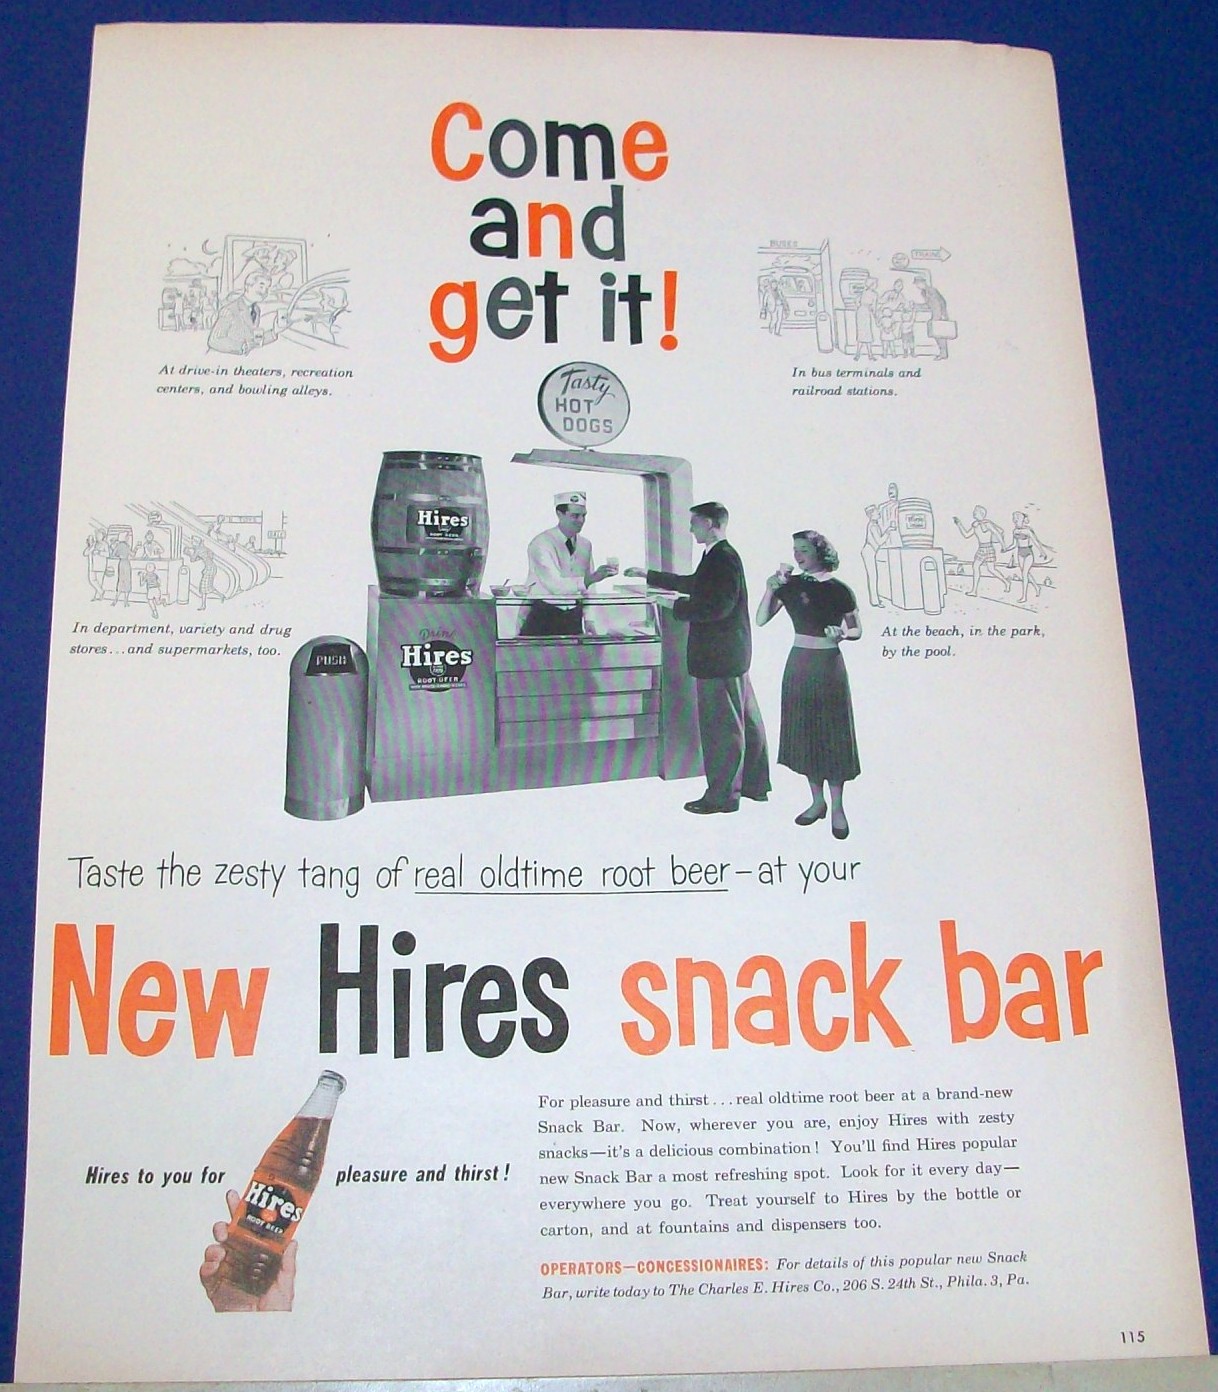 Come
and
get it!
BUSES
TRAINS
At drive-in theaters, recreation
centers, and bowling alleys.
In bus terminals and
railroad stations.
Tasty
HOT
DOGS
Hires
ROOT BEER
In department, variety and drug
stores...and supermarkets, too.
PUSH
Drink
Hires
ROOT BEER
At the beach, in the park,
by the pool.
Taste the zesty tang of real oldtime root beer—at your
New Hires snack bar
Hires to you for pleasure and thirst!
Hires
ROOT BEER
For pleasure and thirst...real oldtime root beer at a brand-new
Snack Bar. Now, wherever you are, enjoy Hires with zesty
snacks—it's a delicious combination! You'll find Hires popular
new Snack Bar a most refreshing spot. Look for it every day—
everywhere you go. Treat yourself to Hires by the bottle or
carton, and at fountains and dispensers too.
OPERATORS—CONCESSIONAIRES: For details of this popular new Snack
Bar, write today to The Charles E. Hires Co., 206 S. 24th St., Phila. 3, Pa.
115